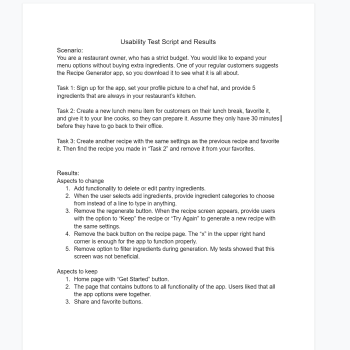 Usability Test Script and Results
Scenario:
You are a restaurant owner, who has a strict budget. You would like to expand your
menu options without buying extra ingredients. One of your regular customers suggests
the Recipe Generator app, so you download it to see what it is all about.
Task 1: Sign up for the app, set your profile picture to a chef hat, and provide 5
ingredients that are always in your restaurant's kitchen.
Task 2: Create a new lunch menu item for customers on their lunch break, favorite it,
and give it to your line cooks, so they can prepare it. Assume they only have 30 minutes
before they have to go back to their office.
Task 3: Create another recipe with the same settings as the previous recipe and favorite
it. Then find the recipe you made in "Task 2" and remove it from your favorites.
Results:
Aspects to change
1. Add functionality to delete or edit pantry ingredients.
2. When the user selects add ingredients, provide ingredient categories to choose
from instead of a line to type in anything.
3. Remove the regenerate button. When the recipe screen appears, provide users
with the option to "Keep" the recipe or "Try Again" to generate a new recipe with
the same settings.
4. Remove the back button on the recipe page. The "x" in the upper right hand
corner is enough for the app to function properly.
5. Remove option to filter ingredients during generation. My tests showed that this
screen was not beneficial.
Aspects to keep
1. Home page with "Get Started" button.
2. The page that contains buttons to all functionality of the app. Users liked that all
the app options were together.
3. Share and favorite buttons.